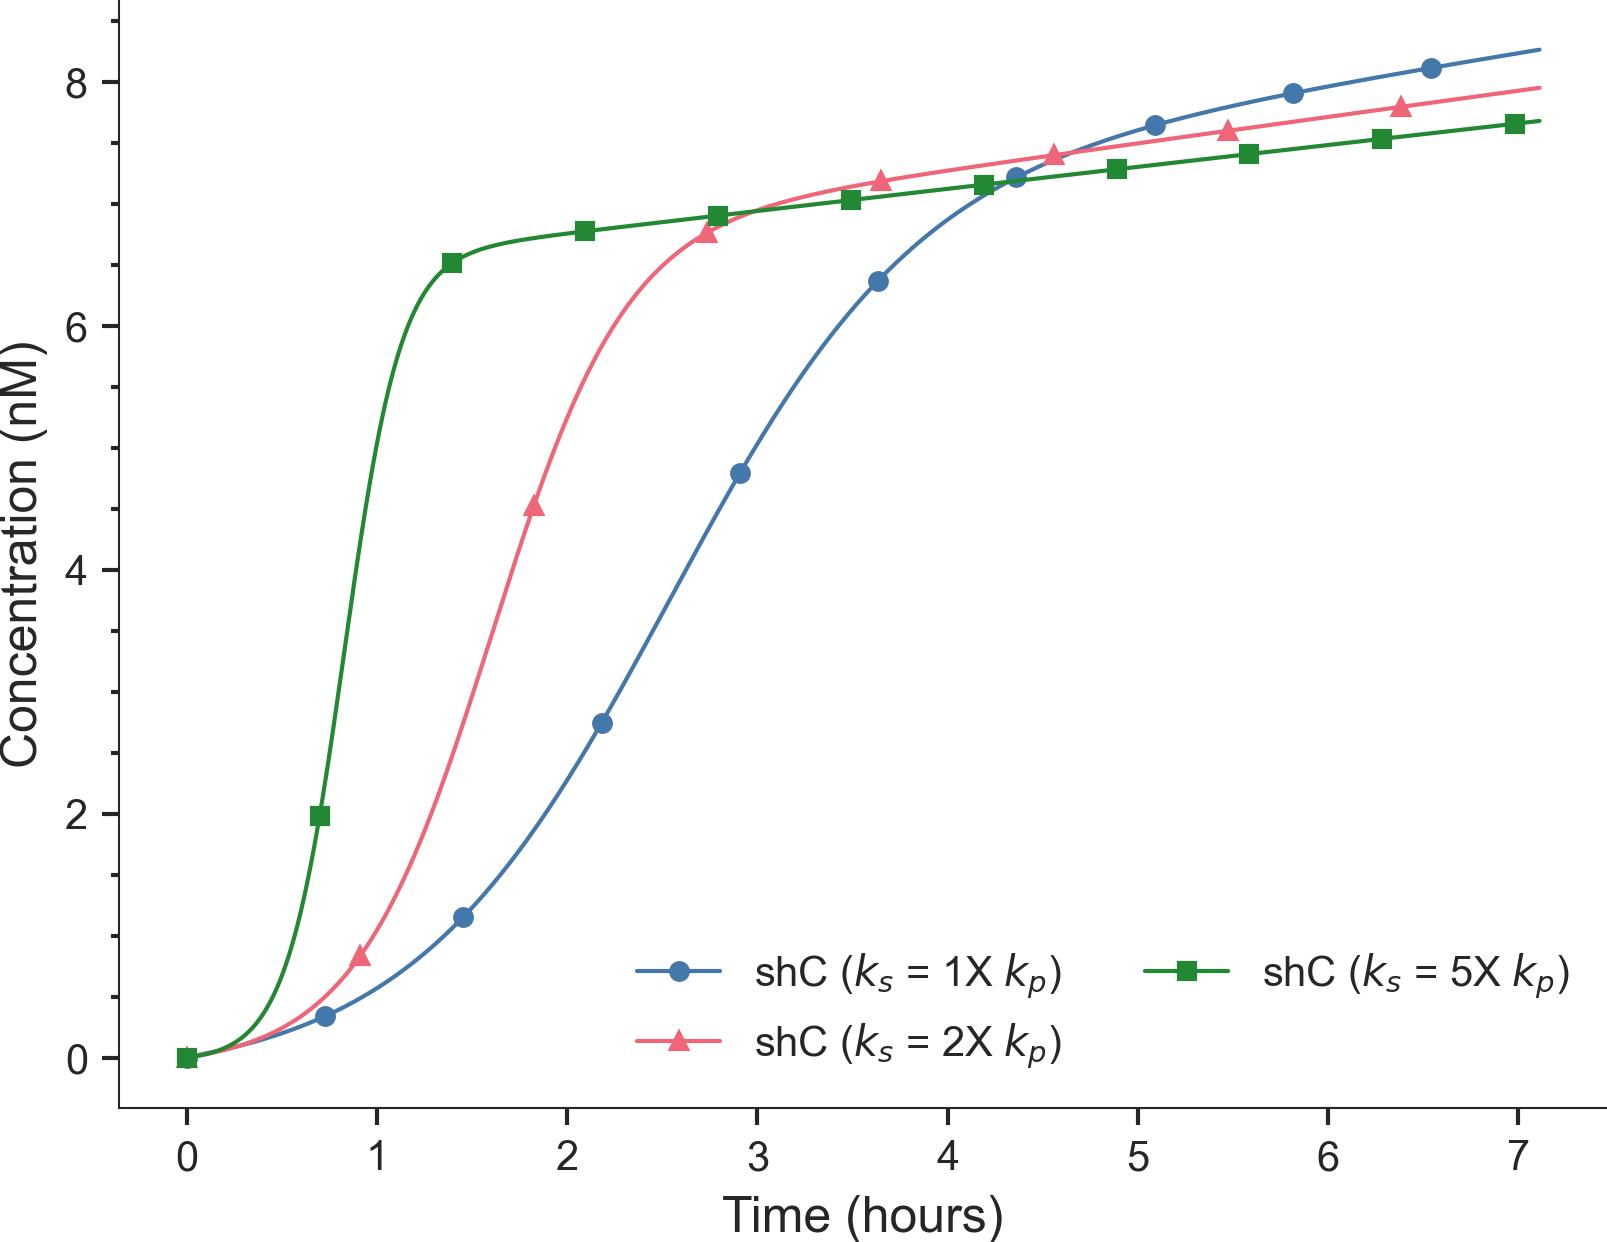 Concentration (nM)
8
6
4
2
0
shC (kₛ = 1X kₚ)
shC (kₛ = 2X kₚ)
shC (kₛ = 5X kₚ)
0 1 2 3 4 5 6 7
Time (hours)